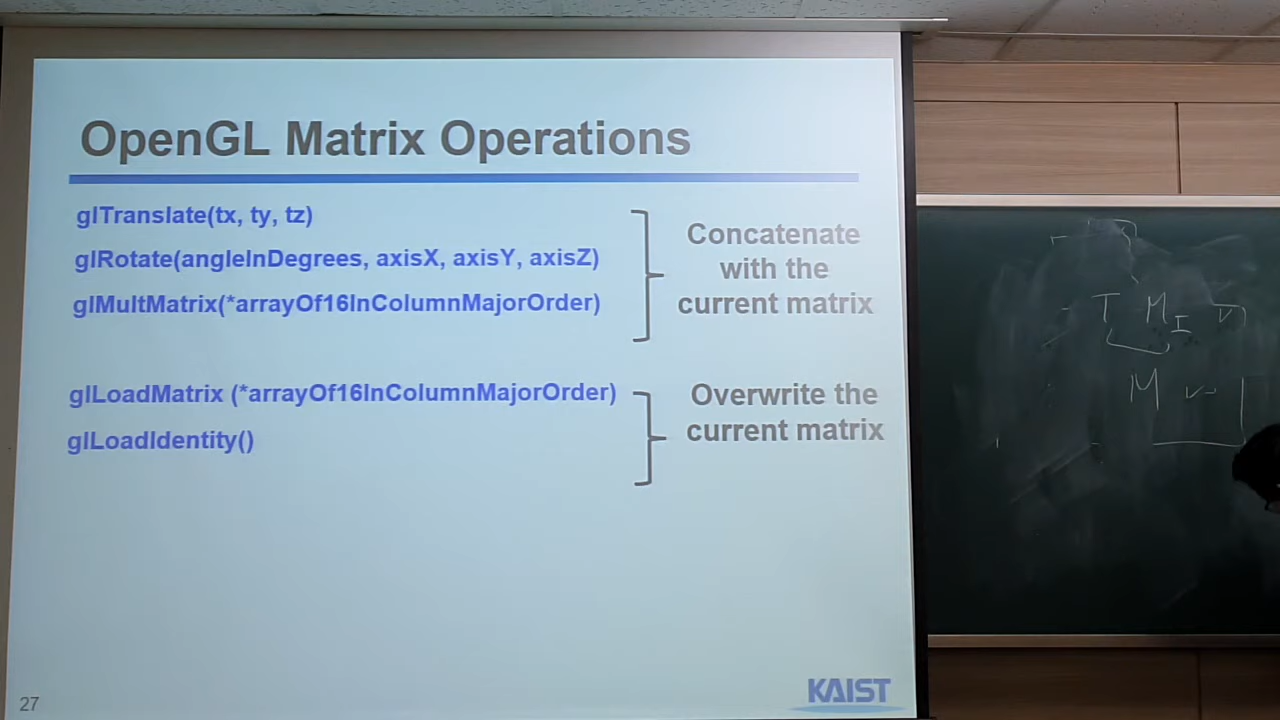 OpenGL Matrix Operations
glTranslate(tx, ty, tz)
glRotate(angleInDegrees, axisX, axisY, axisZ)
glMultMatrix(*arrayOf16InColumnMajorOrder)
Concatenate
with the
current matrix
glLoadMatrix (*arrayOf16InColumnMajorOrder)
glLoadIdentity()
Overwrite the
current matrix
27
KAIST
T M I v
M v